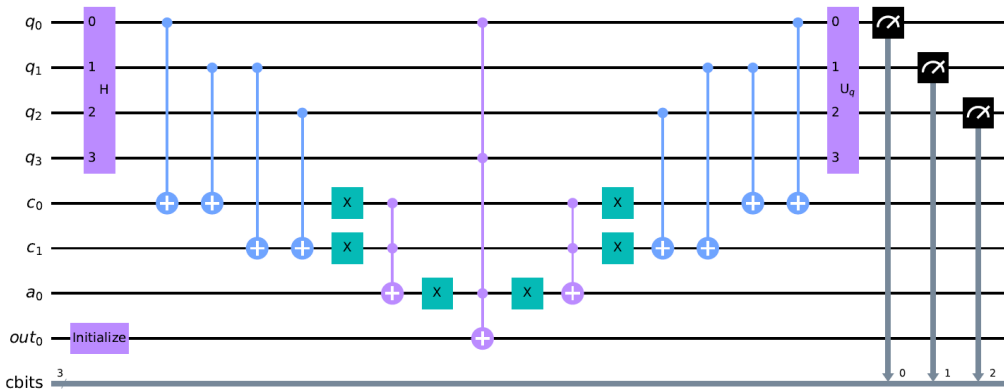 q0 0 0
q1 1 H 1 Uq
q2 2 2
q3 3 3
c0 X X
c1 X X
a0 X X
out0 Initialize
cbits 3 0 1 2